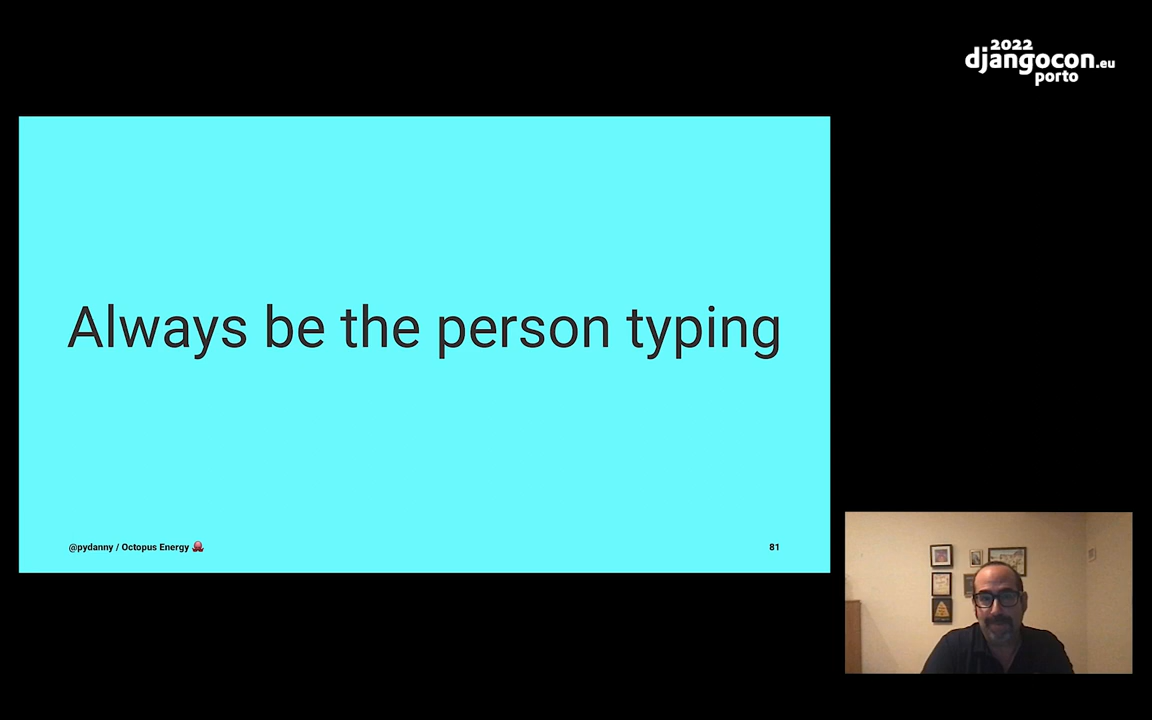 2022
djangocon.eu
porto
Always be the person typing
@pydanny / Octopus Energy 🐙
81